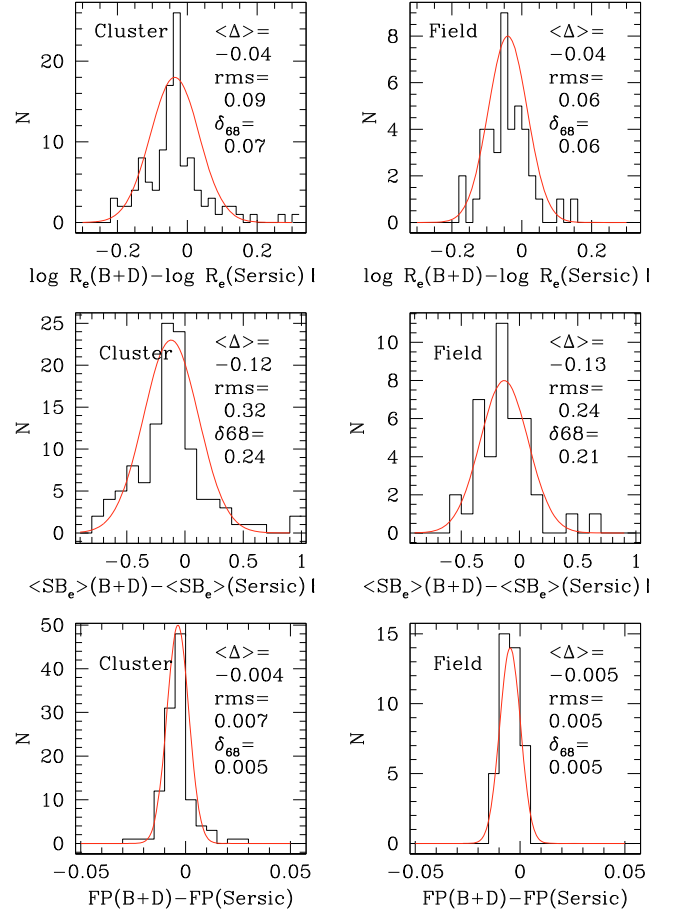 Cluster
<Δ>=
−0.04
rms=
0.09
δ68=
0.07
N
0
10
20
−0.2
0
0.2
log Re(B+D)−log Re(Sersic) |
Field
<Δ>=
−0.04
rms=
0.06
δ68=
0.06
N
0
2
4
6
8
−0.2
0
0.2
log Re(B+D)−log Re(Sersic) |
Cluster
<Δ>=
−0.12
rms=
0.32
δ68=
0.24
N
0
5
10
15
20
25
−0.5
0
0.5
1
<SBe>(B+D)−<SBe>(Sersic) |
Field
<Δ>=
−0.13
rms=
0.24
δ68=
0.21
N
0
2
4
6
8
10
−0.5
0
0.5
1
<SBe>(B+D)−<SBe>(Sersic) |
Cluster
<Δ>=
−0.004
rms=
0.007
δ68=
0.005
N
0
10
20
30
40
50
−0.05
0
0.05
FP(B+D)−FP(Sersic)
Field
<Δ>=
−0.005
rms=
0.005
δ68=
0.005
N
0
5
10
15
−0.05
0
0.05
FP(B+D)−FP(Sersic)